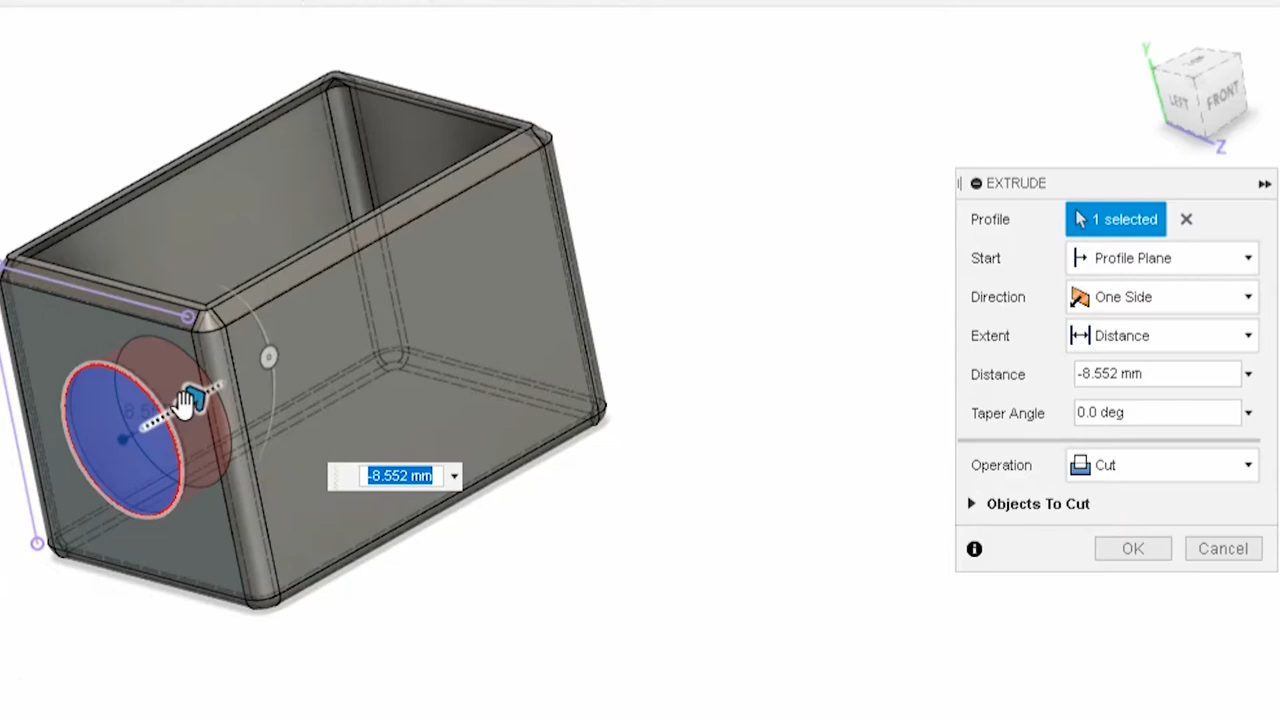 Y
LEFT
FRONT
Z
EXTRUDE
Profile
1 selected
Start
Profile Plane
Direction
One Side
Extent
Distance
Distance
-8.552 mm
Taper Angle
0.0 deg
Operation
Cut
Objects To Cut
OK
Cancel
-8.552 mm